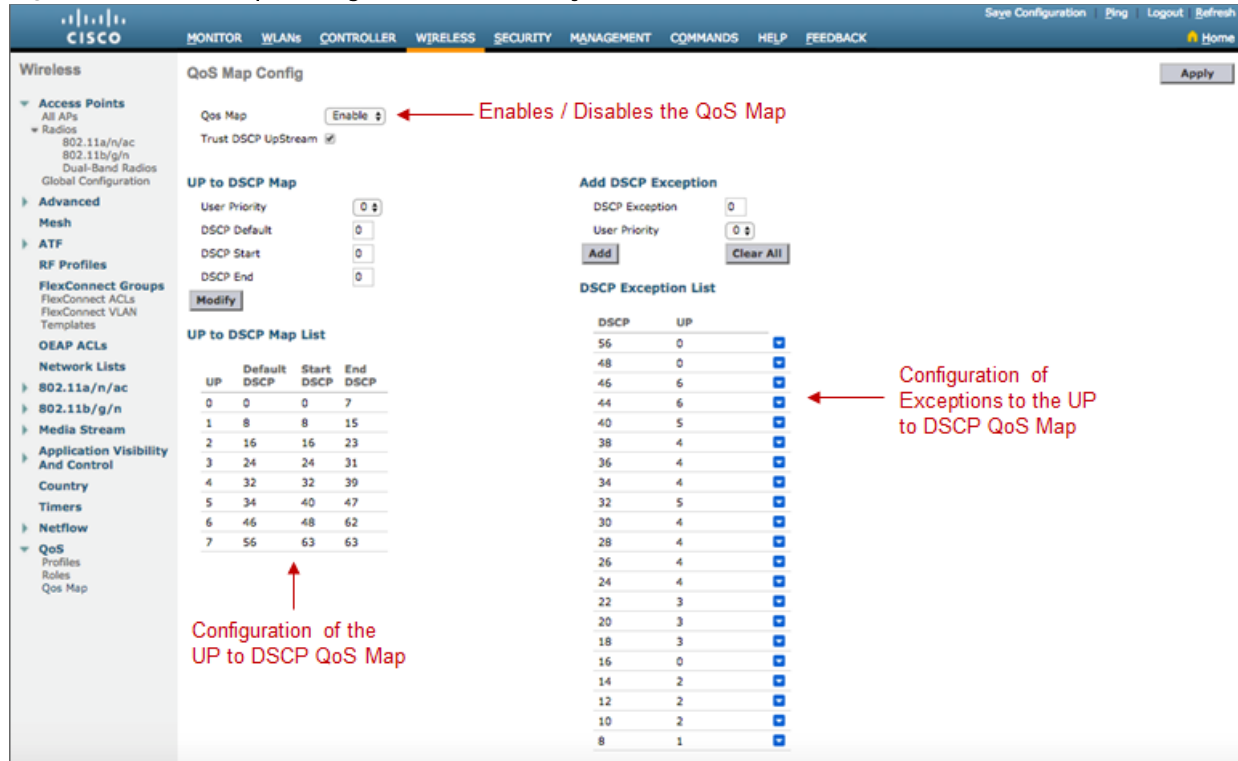 Save Configuration | Ping | Logout | Refresh
CISCO
MONITOR WLANs CONTROLLER WIRELESS SECURITY MANAGEMENT COMMANDS HELP FEEDBACK
Home
Wireless
Access Points
All APs
Radios
802.11a/n/ac
802.11b/g/n
Dual-Band Radios
Global Configuration
Advanced
Mesh
ATF
RF Profiles
FlexConnect Groups
FlexConnect ACLs
FlexConnect VLAN
Templates
OEAP ACLs
Network Lists
802.11a/n/ac
802.11b/g/n
Media Stream
Application Visibility
And Control
Country
Timers
Netflow
QoS
Profiles
Roles
Qos Map
QoS Map Config
Apply
Qos Map Enable
Enables / Disables the QoS Map
Trust DSCP UpStream
UP to DSCP Map
User Priority 0
DSCP Default 0
DSCP Start 0
DSCP End 0
Modify
UP to DSCP Map List
UP Default DSCP Start DSCP End DSCP
0 0 0 7
1 8 8 15
2 16 16 23
3 24 24 31
4 32 32 39
5 34 40 47
6 46 48 62
7 56 63 63
Configuration of the
UP to DSCP QoS Map
Add DSCP Exception
DSCP Exception 0
User Priority 0
Add Clear All
DSCP Exception List
DSCP UP
56 0
48 0
46 6
44 6
40 5
38 4
36 4
34 4
32 5
30 4
28 4
26 4
24 4
22 3
20 3
18 3
16 0
14 2
12 2
10 2
8 1
Configuration of
Exceptions to the UP
to DSCP QoS Map